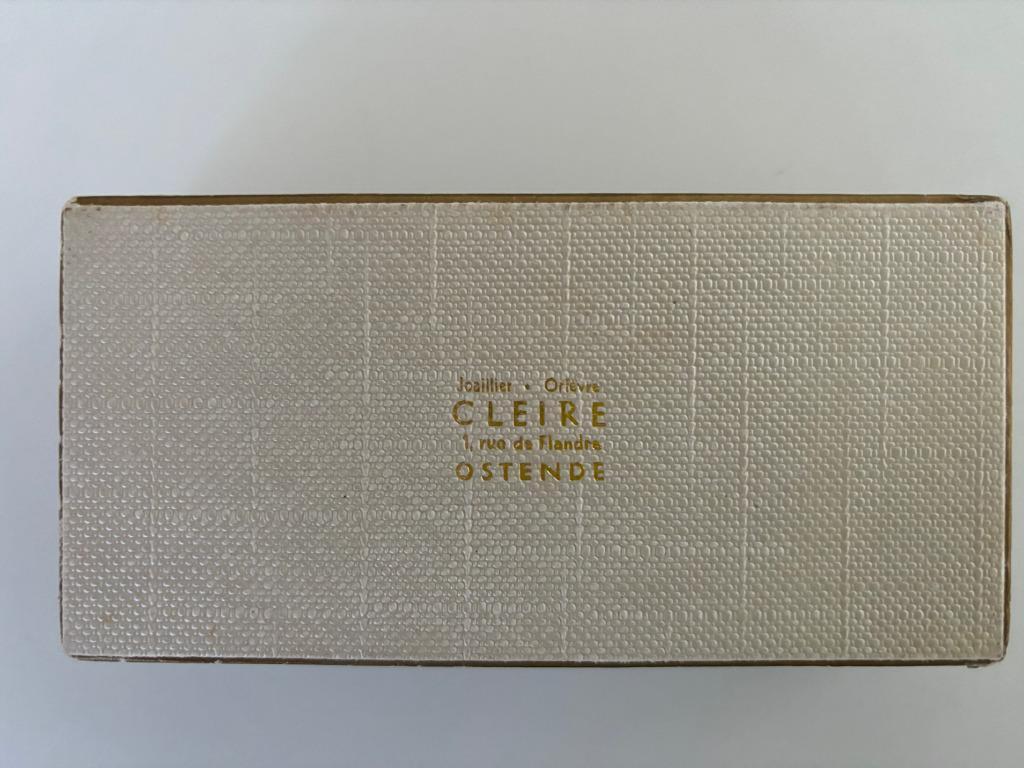 Joaillier • Orfèvre
CLEIRE
1, rue de Flandre
OSTENDE